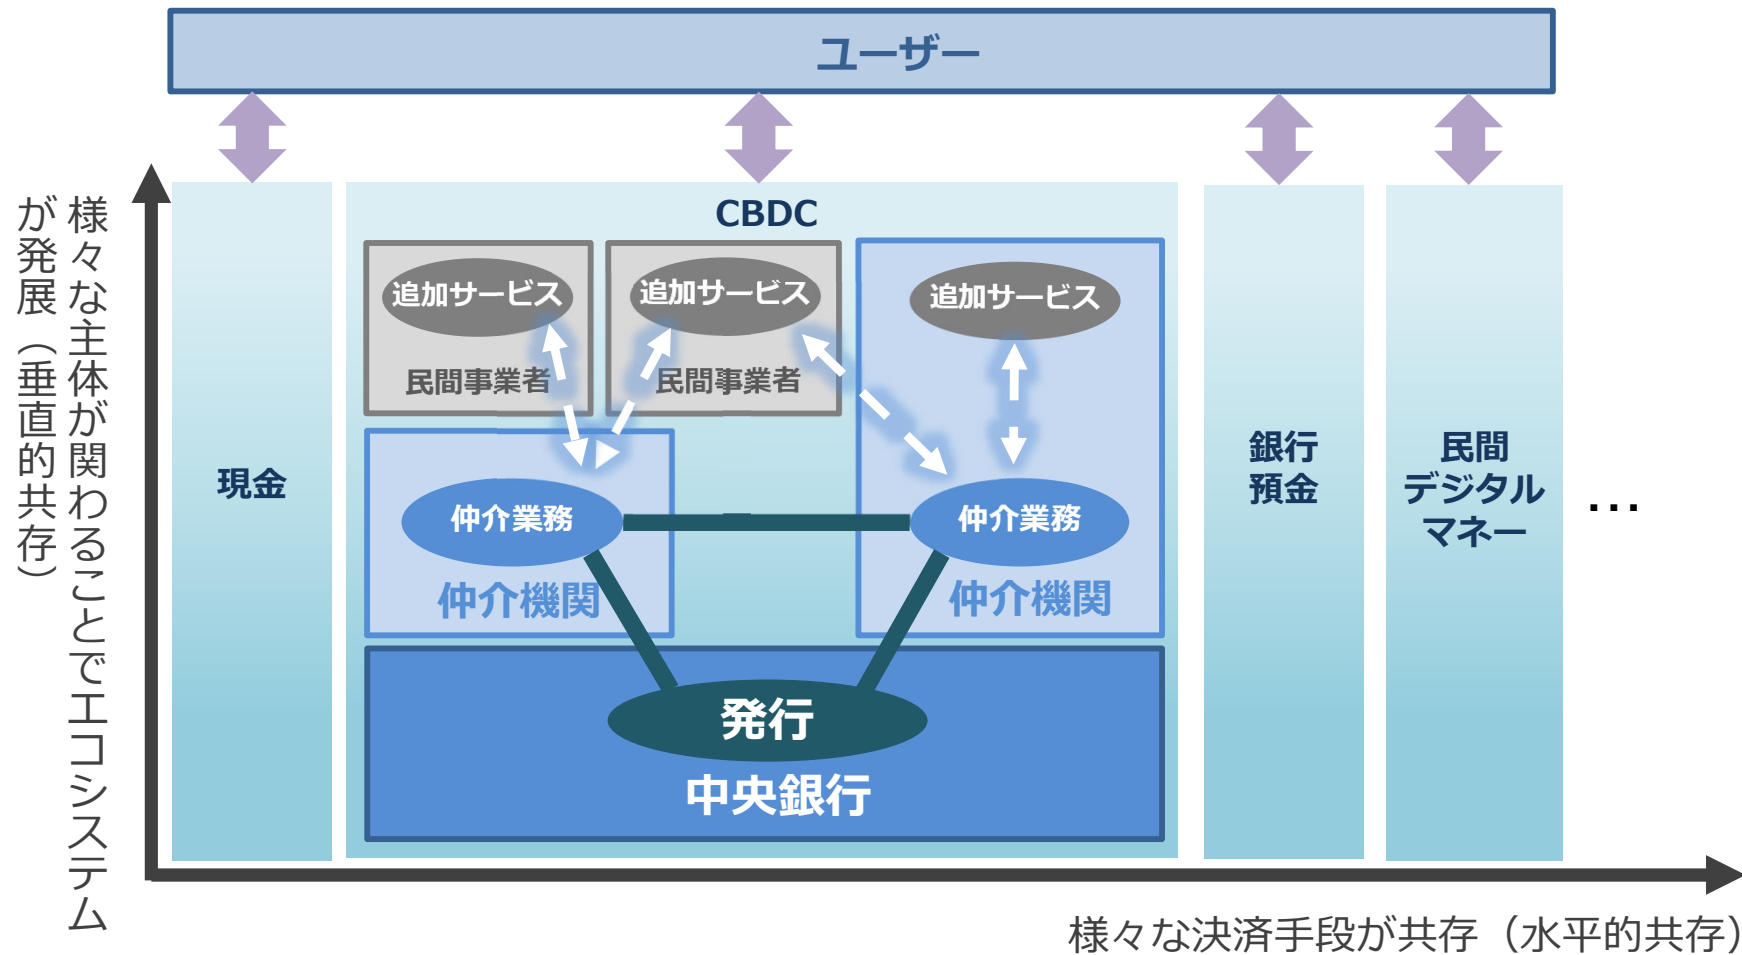 ユーザー
様々な主体が関わることでエコシステム
が発展（垂直的共存）
現金
CBDC
追加サービス
民間事業者
追加サービス
民間事業者
追加サービス
仲介業務
仲介機関
仲介業務
仲介機関
発行
中央銀行
銀行
預金
民間
デジタル
マネー
…
様々な決済手段が共存（水平的共存）